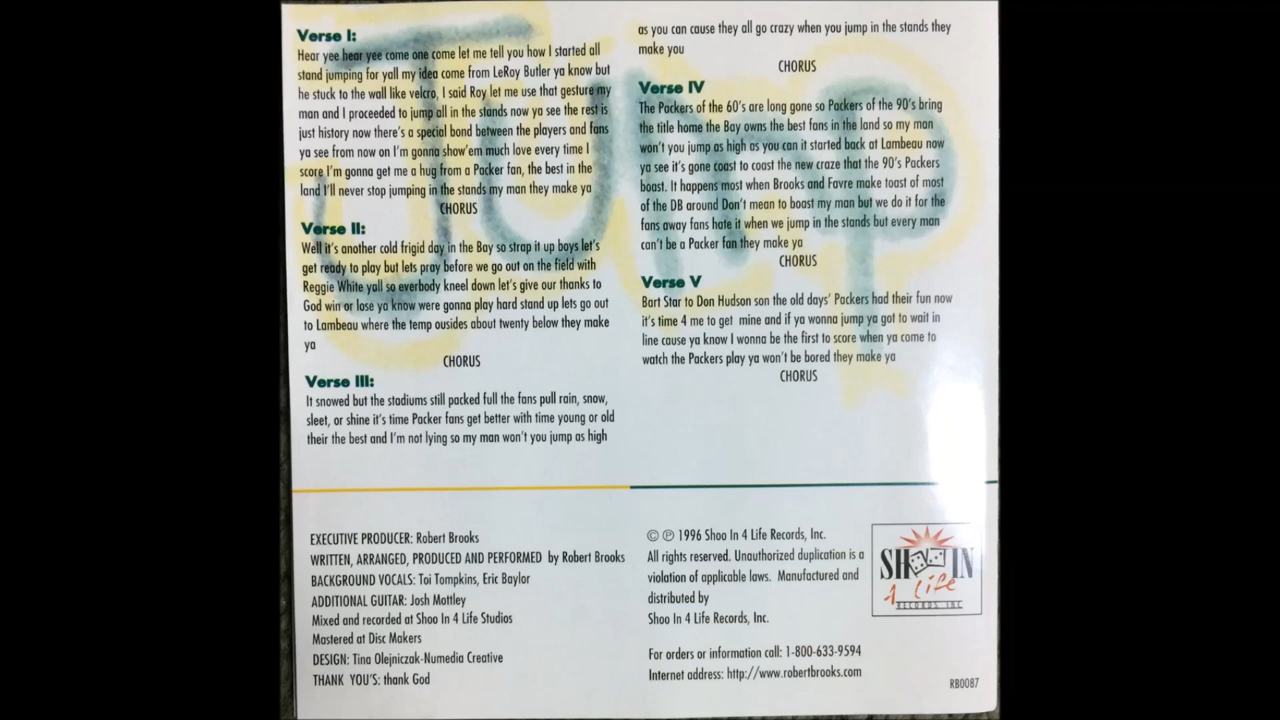 Verse I:
Hear yee hear yee come one come let me tell you how I started all
stand jumping for yall my idea come from LeRoy Butler ya know but
he stuck to the wall like velcro, I said Roy let me use that gesture my
man and I proceeded to jump all in the stands now ya see the rest is
just history now there's a special bond between the players and fans
ya see from now on I'm gonna show'em much love every time I
score I'm gonna get me a hug from a Packer fan, the best in the
land I'll never stop jumping in the stands my man they make ya
CHORUS
Verse II:
Well it's another cold frigid day in the Bay so strap it up boys let's
get ready to play but lets pray before we go out on the field with
Reggie White yall so everbody kneel down let's give our thanks to
God win or lose ya know were gonna play hard stand up lets go out
to Lambeau where the temp ousides about twenty below they make
ya
CHORUS
Verse III:
It snowed but the stadiums still packed full the fans pull rain, snow,
sleet, or shine it's time Packer fans get better with time young or old
their the best and I'm not lying so my man won't you jump as high
as you can cause they all go crazy when you jump in the stands they
make you
CHORUS
Verse IV
The Packers of the 60's are long gone so Packers of the 90's bring
the title home the Bay owns the best fans in the land so my man
won't you jump as high as you can it started back at Lambeau now
ya see it's gone coast to coast the new craze that the 90's Packers
boast. It happens most when Brooks and Favre make toast of most
of the DB around Don't mean to boast my man but we do it for the
fans away fans hate it when we jump in the stands but every man
can't be a Packer fan they make ya
CHORUS
Verse V
Bart Star to Don Hudson son the old days' Packers had their fun now
it's time 4 me to get mine and if ya wonna jump ya got to wait in
line cause ya know I wonna be the first to score when ya come to
watch the Packers play ya won't be bored they make ya
CHORUS
Jump
EXECUTIVE PRODUCER: Robert Brooks
WRITTEN, ARRANGED, PRODUCED AND PERFORMED by Robert Brooks
BACKGROUND VOCALS: Toi Tompkins, Eric Baylor
ADDITIONAL GUITAR: Josh Mottley
Mixed and recorded at Shoo In 4 Life Studios
Mastered at Disc Makers
DESIGN: Tina Olejniczak-Numedia Creative
THANK YOU'S: thank God
© ℗ 1996 Shoo In 4 Life Records, Inc.
All rights reserved. Unauthorized duplication is a
violation of applicable laws. Manufactured and
distributed by
Shoo In 4 Life Records, Inc.
For orders or information call: 1-800-633-9594
Internet address: http://www.robertbrooks.com
SHOO IN
4 Life
RECORDS, INC.
RB0087